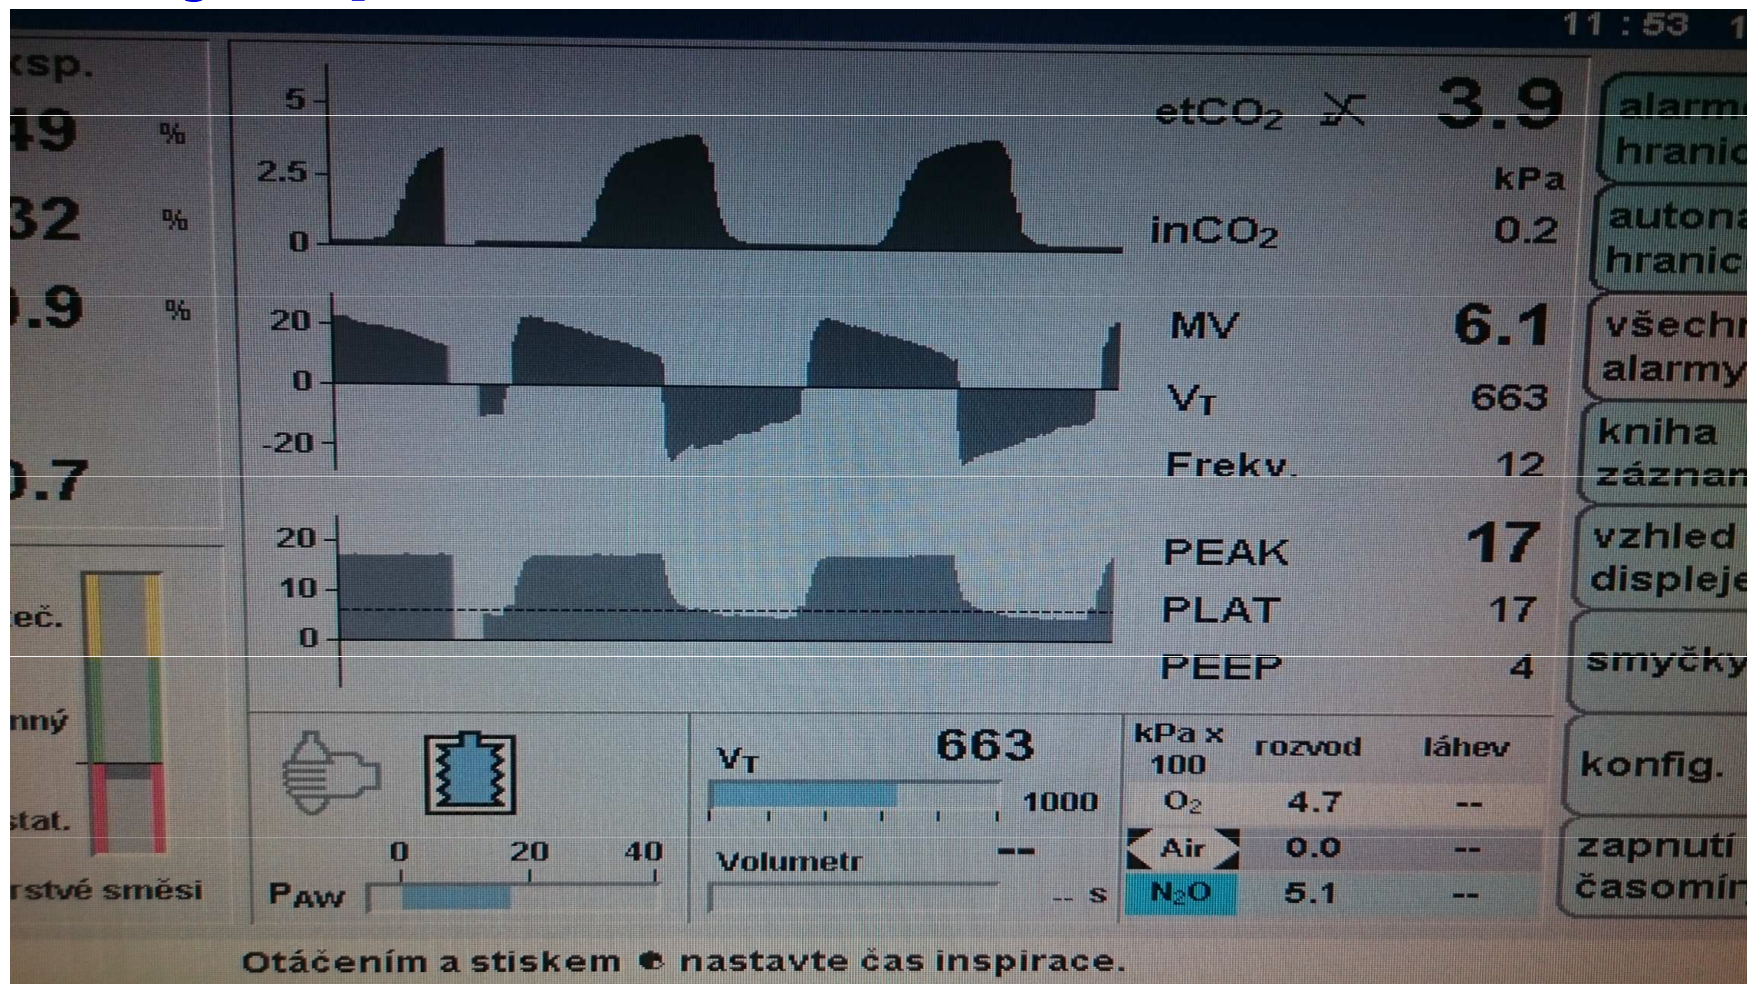 11 : 53
ksp.
49 %
32 %
.9 %
.7
5
2.5
0
etCO₂ 3.9
kPa
inCO₂ 0.2
20
0
-20
MV 6.1
VT 663
Frekv. 12
20
10
0
PEAK 17
PLAT 17
PEEP 4
eč.
nný
stat.
rstvé směsi
0 20 40
PAW
VT 663
1000
Volumetr --
-- s
kPa x 100 rozvod láhev
O₂ 4.7 --
Air 0.0 --
N₂O 5.1 --
alarm
hranic
auton
hranic
všech
alarmy
kniha
záznam
vzhled
displeje
smyčky
konfig.
zapnutí
časomír
Otáčením a stiskem nastavte čas inspirace.